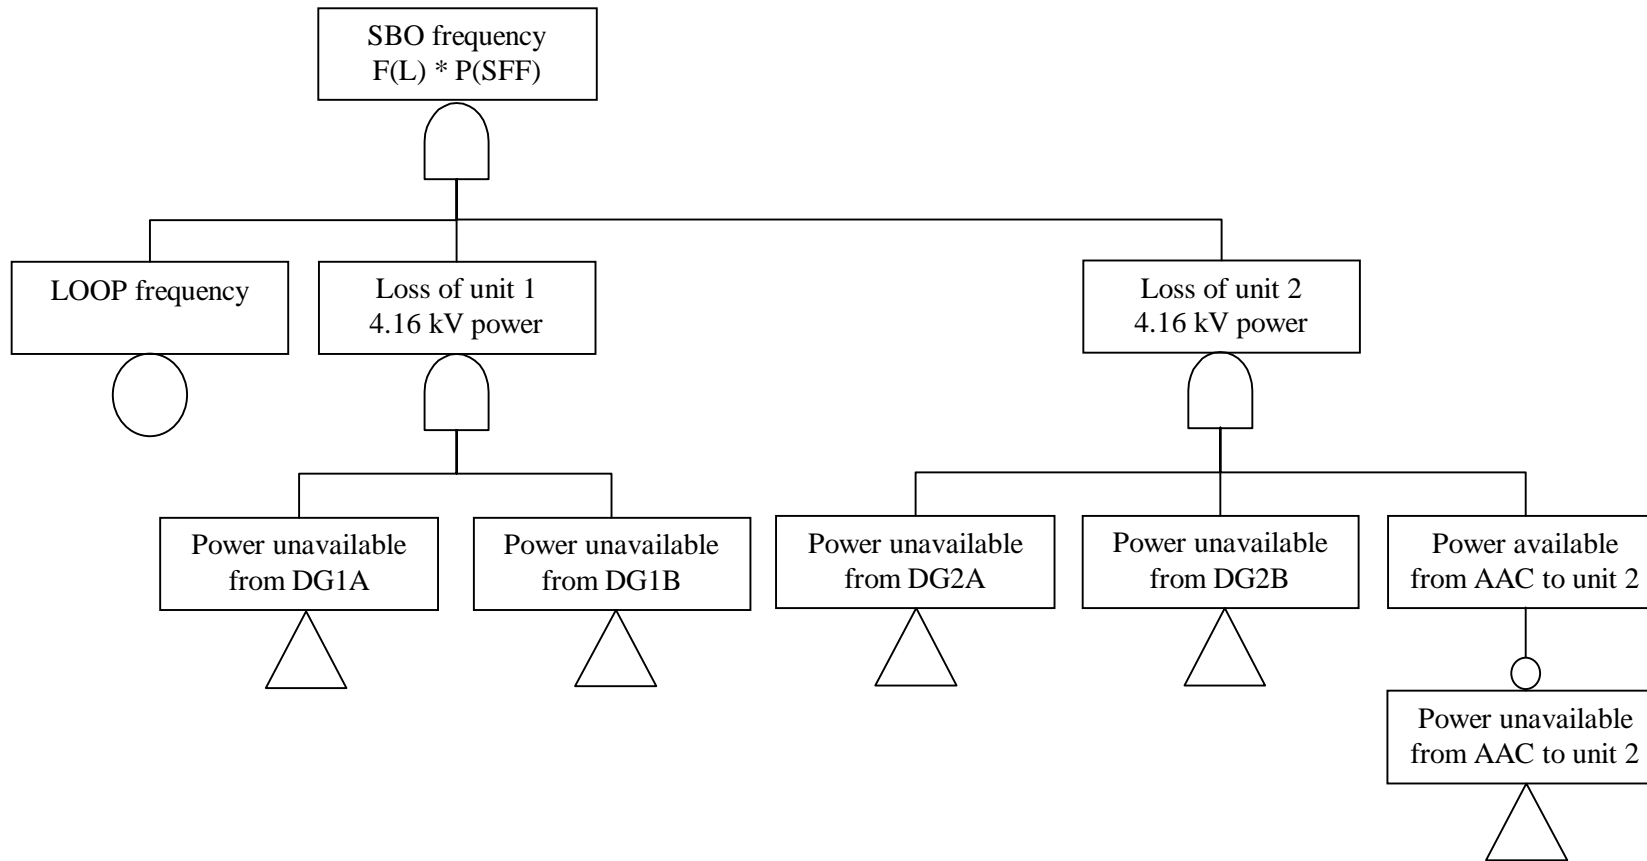 SBO frequency
F(L) * P(SFF)
LOOP frequency
Loss of unit 1
4.16 kV power
Loss of unit 2
4.16 kV power
Power unavailable
from DG1A
Power unavailable
from DG1B
Power unavailable
from DG2A
Power unavailable
from DG2B
Power available
from AAC to unit 2
Power unavailable
from AAC to unit 2